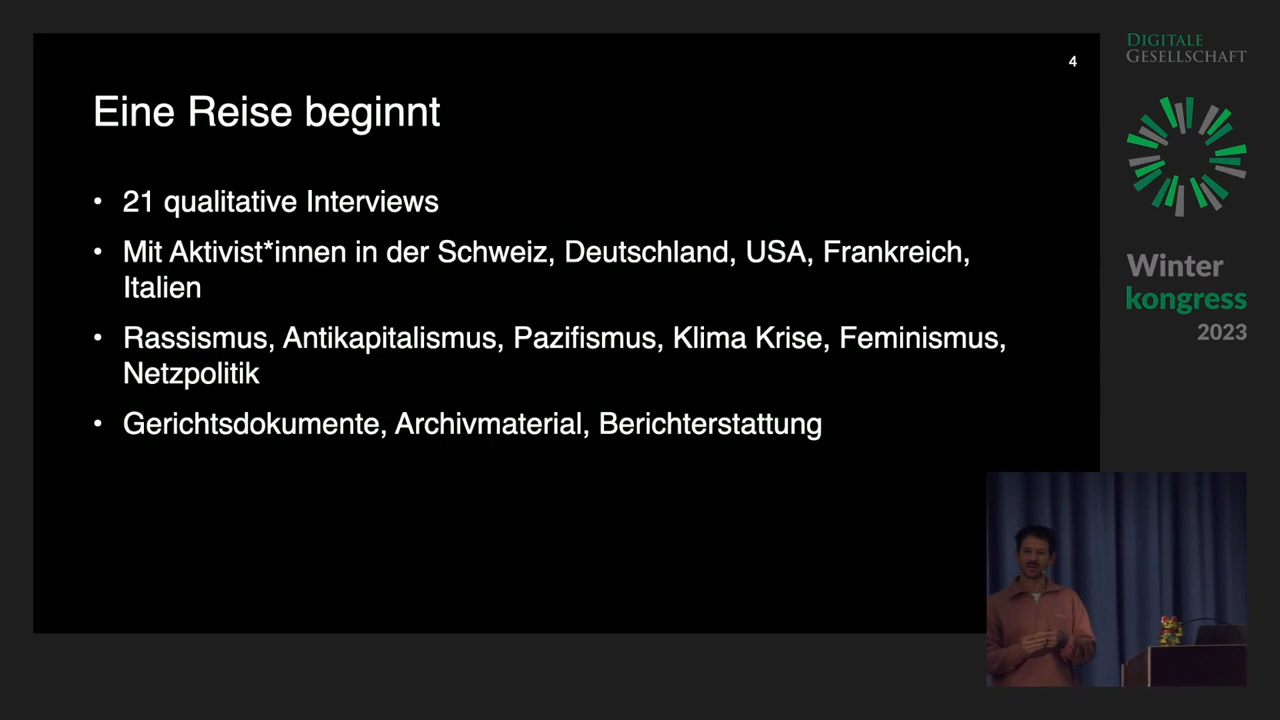 4
Eine Reise beginnt
• 21 qualitative Interviews
• Mit Aktivist*innen in der Schweiz, Deutschland, USA, Frankreich,
Italien
• Rassismus, Antikapitalismus, Pazifismus, Klima Krise, Feminismus,
Netzpolitik
• Gerichtsdokumente, Archivmaterial, Berichterstattung
DIGITALE
GESELLSCHAFT
Winter
kongress
2023